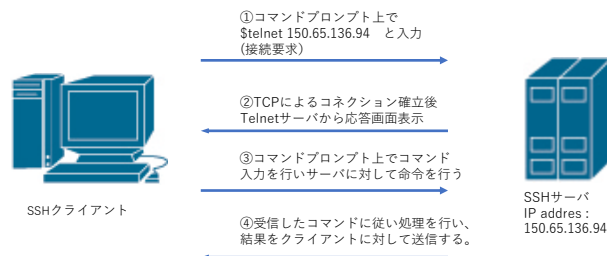 ①コマンドプロンプト上で
$telnet 150.65.136.94 と入力
(接続要求)
②TCPによるコネクション確立後
Telnetサーバから応答画面表示
③コマンドプロンプト上でコマンド
入力を行いサーバに対して命令を行う
SSHクライアント
SSHサーバ
IP addres :
150.65.136.94
④受信したコマンドに従い処理を行い、
結果をクライアントに対して送信する。